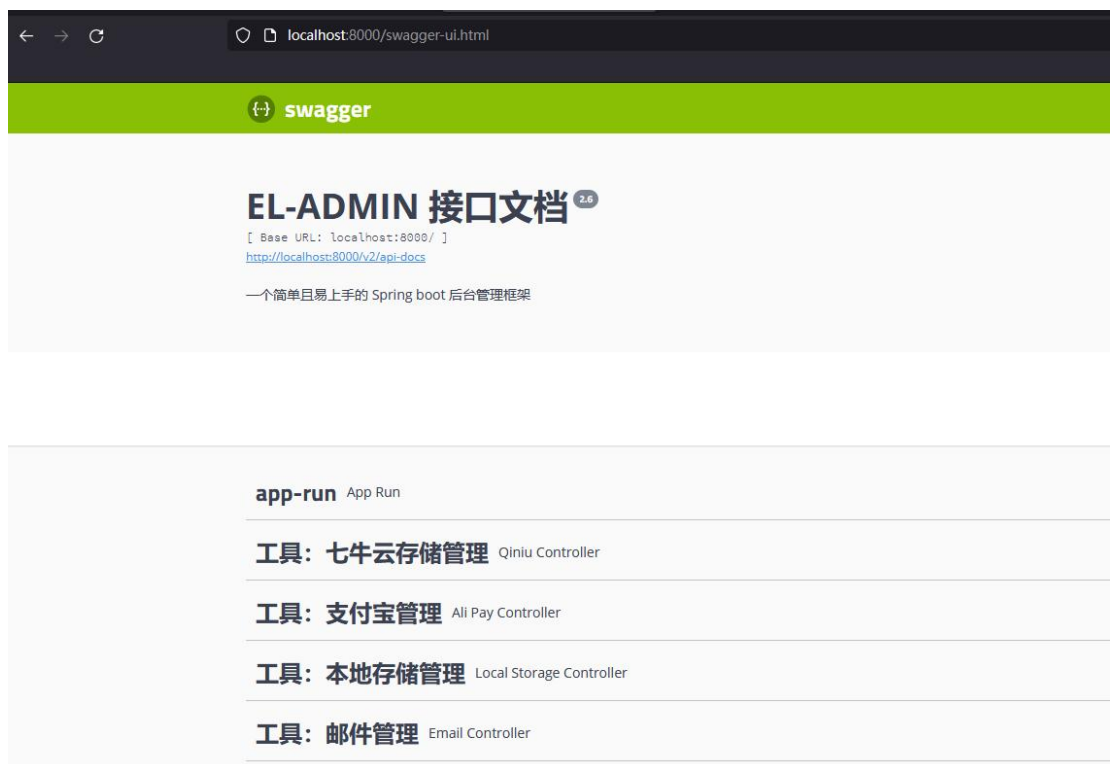 localhost:8000/swagger-ui.html
swagger
EL-ADMIN 接口文档 2.6
[ Base URL: localhost:8000/ ]
http://localhost:8000/v2/api-docs
一个简单且易上手的 Spring boot 后台管理框架
app-run App Run
工具：七牛云存储管理 Qiniu Controller
工具：支付宝管理 Ali Pay Controller
工具：本地存储管理 Local Storage Controller
工具：邮件管理 Email Controller